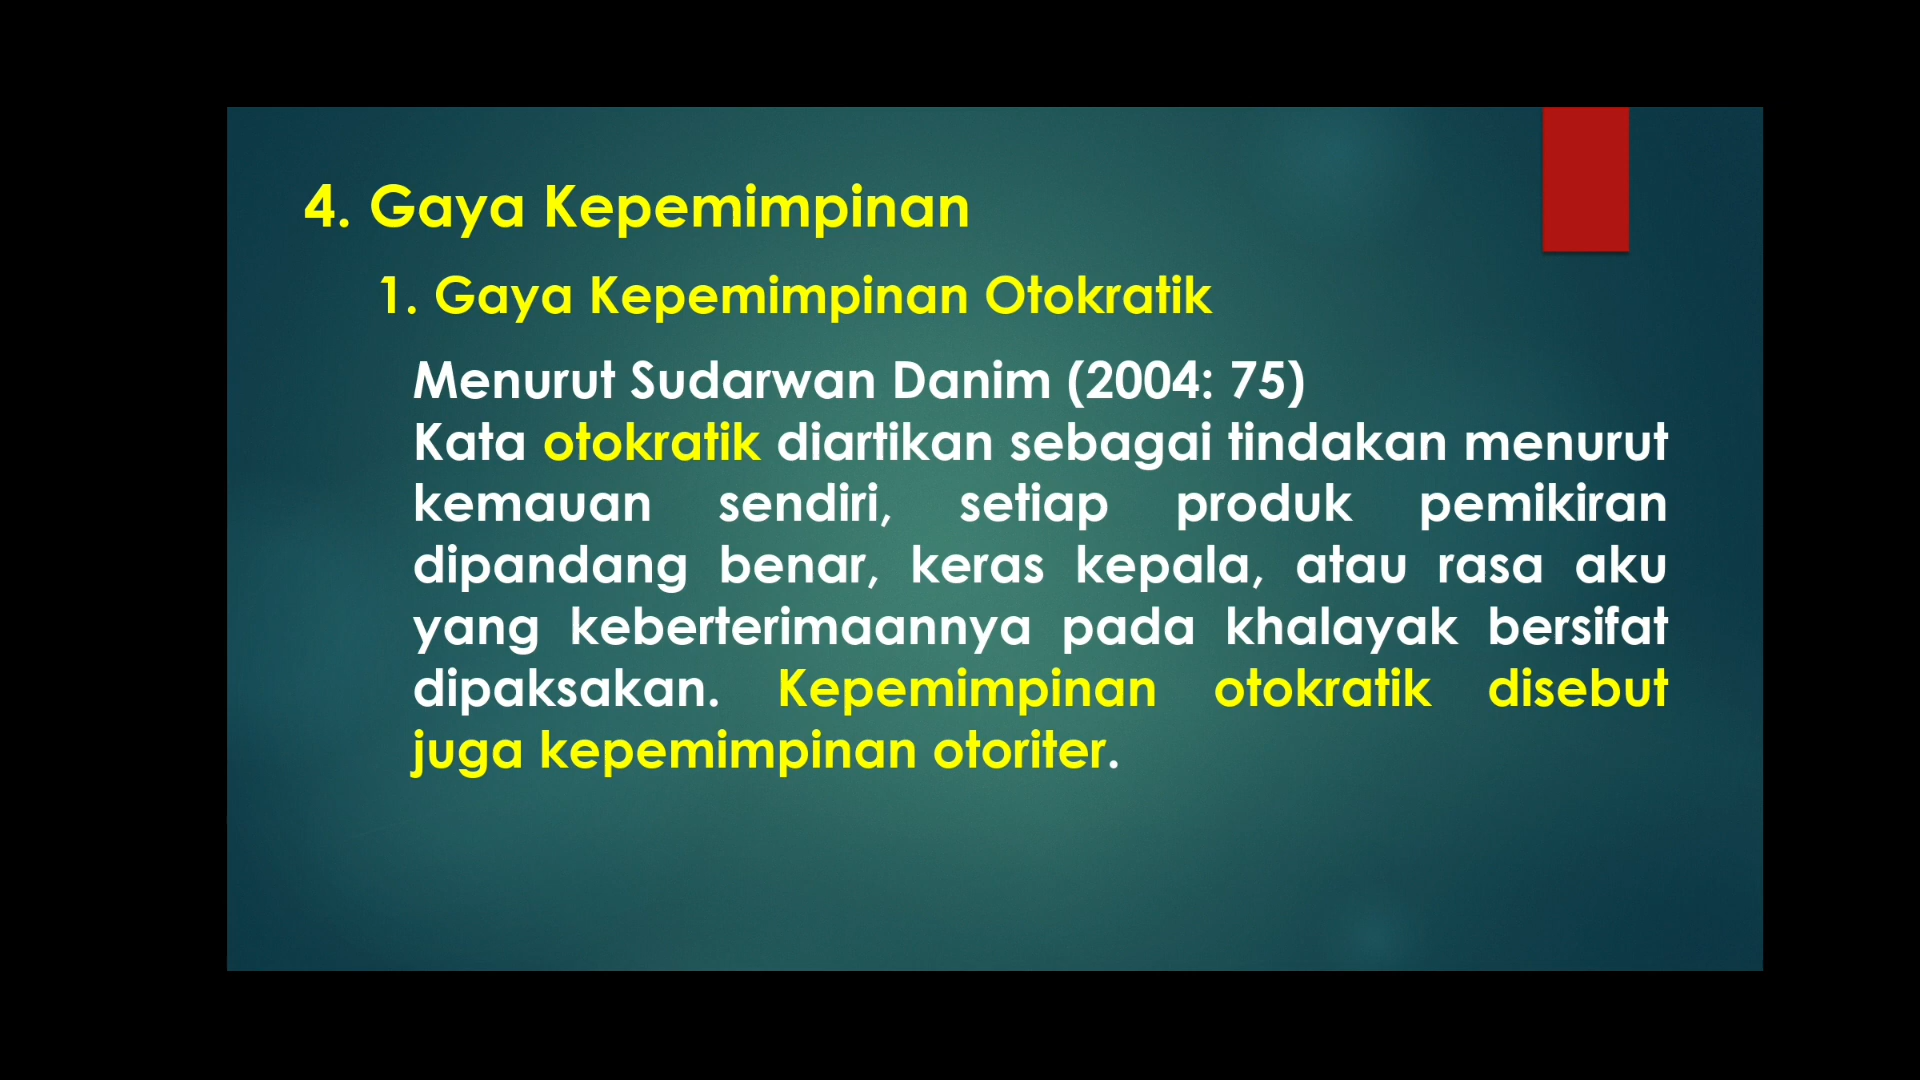 4. Gaya Kepemimpinan
1. Gaya Kepemimpinan Otokratik
Menurut Sudarwan Danim (2004: 75)
Kata otokratik diartikan sebagai tindakan menurut
kemauan sendiri, setiap produk pemikiran
dipandang benar, keras kepala, atau rasa aku
yang keberterimaannya pada khalayak bersifat
dipaksakan. Kepemimpinan otokratik disebut
juga kepemimpinan otoriter.